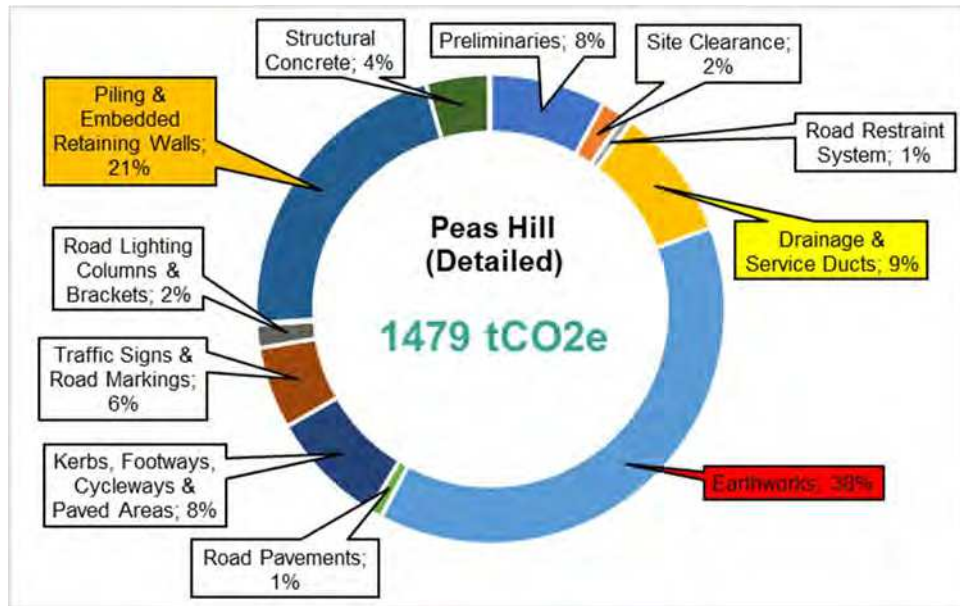 Structural
Concrete; 4%
Preliminaries; 8%
Site Clearance;
2%
Piling &
Embedded
Retaining Walls;
21%
Road Restraint
System; 1%
Peas Hill
(Detailed)
1479 tCO2e
Drainage &
Service Ducts; 9%
Road Lighting
Columns &
Brackets; 2%
Traffic Signs &
Road Markings;
6%
Kerbs, Footways,
Cycleways &
Paved Areas; 8%
Earthworks; 38%
Road Pavements;
1%